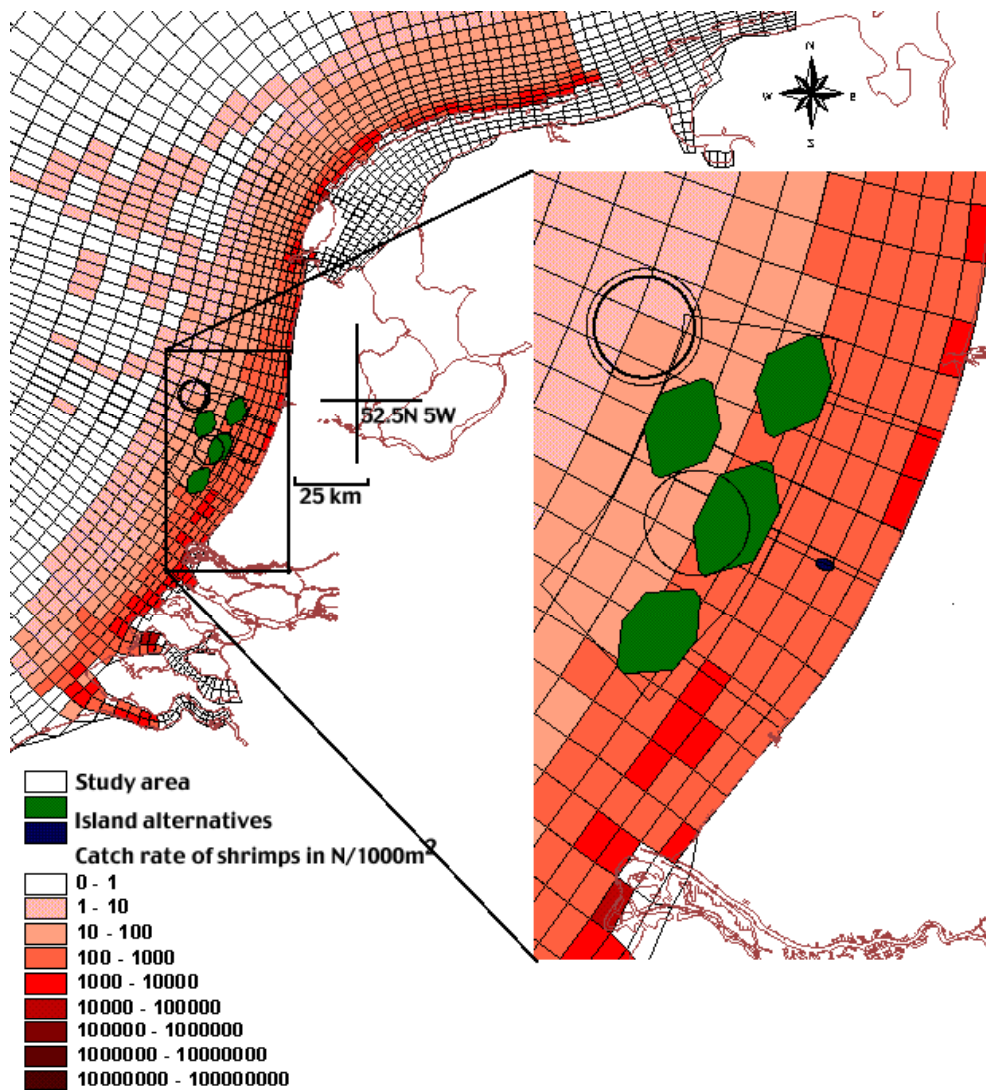 N
W
E
S
52.5N 5W
25 km
Study area
Island alternatives
Catch rate of shrimps in N/1000m²
0 - 1
1 - 10
10 - 100
100 - 1000
1000 - 10000
10000 - 100000
100000 - 1000000
1000000 - 10000000
10000000 - 100000000